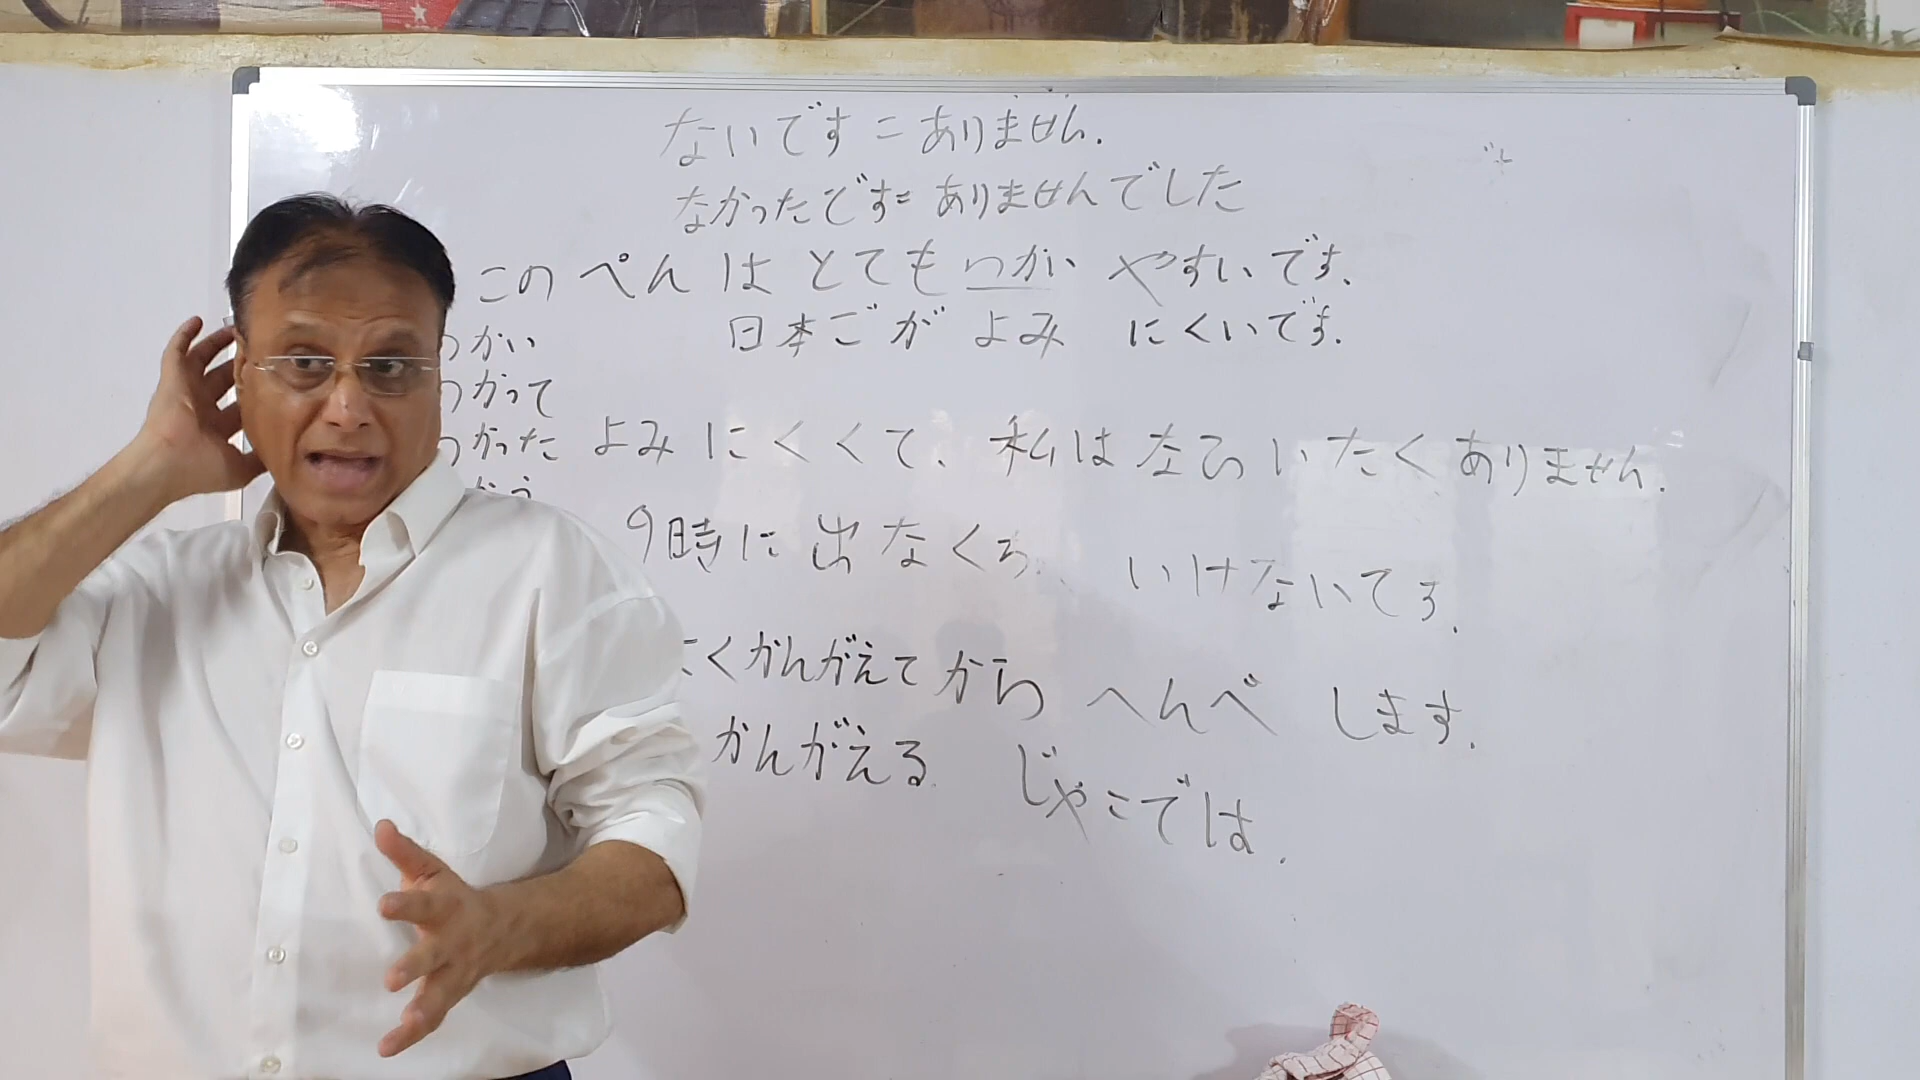 ないです = ありません.
なかったです= ありませんでした
このぺんはとてもつかいやすいです.
つかい
日本ごがよみにくいです.
つかって
つかった
よみにくくて、私は
いたくありません.
9時に出なくち
いけないてす.
くかんがえてから へんべ します.
かんがえる
じゃこでは.